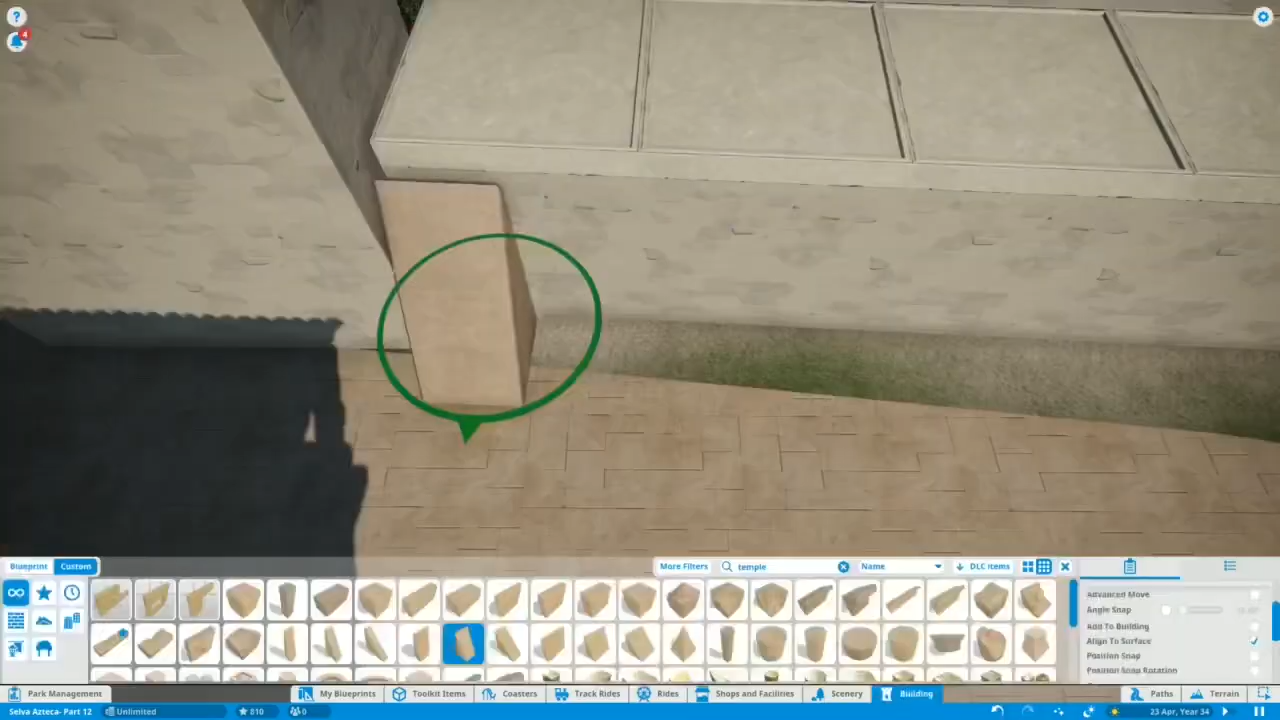 ?
4
Blueprint
Custom
More Filters
temple
Name
DLC Items
Advanced Move
Angle Snap
Add To Building
Align To Surface
Position Snap
Position Snap Rotation
Park Management
My Blueprints
Toolkit Items
Coasters
Track Rides
Rides
Shops and Facilities
Scenery
Building
Paths
Terrain
Selva Azteca- Part 12
Unlimited
810
0
23 Apr, Year 34